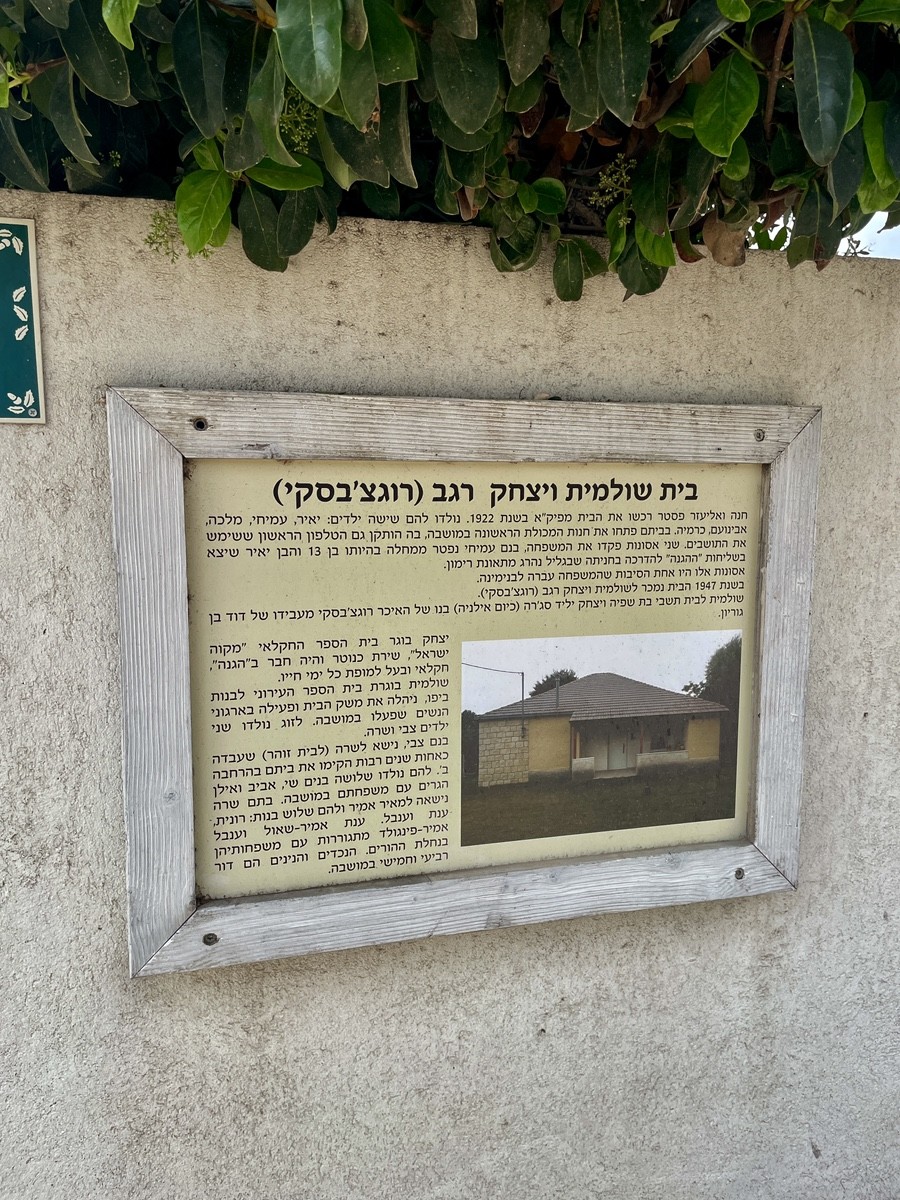 בית שולמית ויצחק רגב (רוגצ'בסקי)
חנה ואליעזר פסטר רכשו את הבית מפיק"א בשנת 1922. נולדו להם שישה ילדים: יאיר, עמיחי, מלכה,
אבינועם, כרמיה. בביתם פתחו את חנות המכולת הראשונה במושבה, בה הותקן גם הטלפון הראשון ששימש
את התושבים. שני אסונות פקדו את המשפחה, בנם עמיחי נפטר ממחלה בהיותו בן 13 והבן יאיר שיצא
בשליחות "ההגנה" להדרכה בחניתה שבגליל נהרג מתאונת רימון.
אסונות אלו היו אחת הסיבות שהמשפחה עברה לבנימינה.
בשנת 1947 הבית נמכר לשולמית ויצחק רגב (רוגצ'בסקי).
שולמית לבית תשבי בת שפיה ויצחק יליד סג'רה (כיום אילניה) בנו של האיכר רוגצ'בסקי מעבידו של דוד בן
גוריון.
יצחק בוגר בית הספר החקלאי "מקוה
ישראל", שירת כנוטר והיה חבר ב"הגנה",
חקלאי ובעל למופת כל ימי חייו.
שולמית בוגרת בית הספר העירוני לבנות
ביפו, ניהלה את משק הבית ופעילה בארגוני
הנשים שפעלו במושבה. לזוג נולדו שני
ילדים צבי ושרה.
בנם צבי, נישא לשרה (לבית זוהר) שעבדה
כאחות שנים רבות הקימו את ביתם בהרחבה
ב'. להם נולדו שלושה בנים שי, אביב ואילן
הגרים עם משפחתם במושבה. בתם שרה
נישאה למאיר אמיר ולהם שלוש בנות: רונית,
ענת וענבל. ענת אמיר-שאול וענבל
אמיר-פינגולד מתגוררות עם משפחותיהן
בנחלת ההורים. הנכדים והנינים הם דור
רביעי וחמישי במושבה.